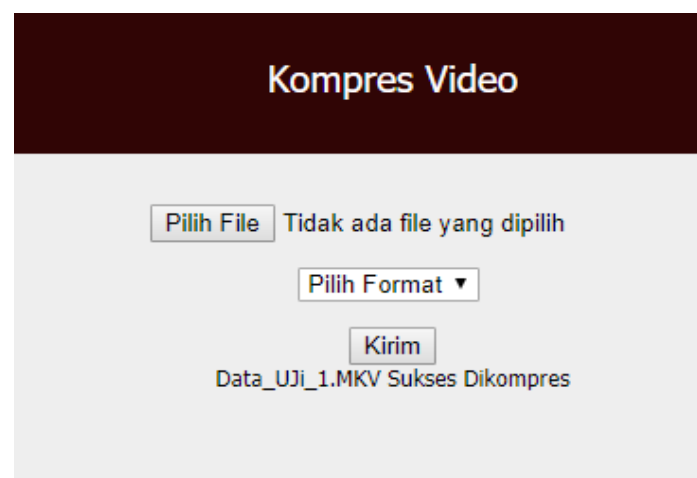 Kompres Video
Pilih File Tidak ada file yang dipilih
Pilih Format
Kirim
Data_UJi_1.MKV Sukses Dikompres